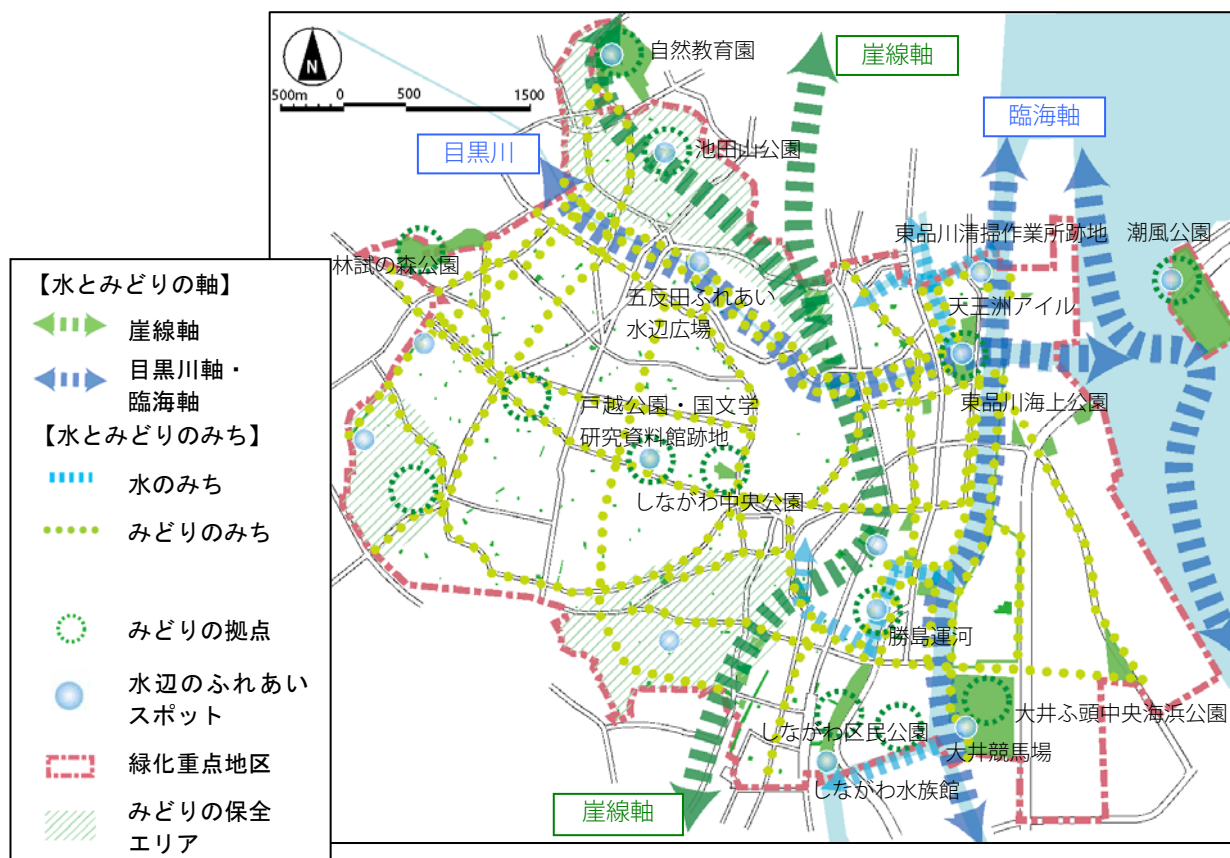 N
500m 0 500 1500
自然教育園
崖線軸
臨海軸
目黒川
池田山公園
東品川清掃作業所跡地
潮風公園
林試の森公園
五反田ふれあい
水辺広場
天王洲アイル
戸越公園・国文学
研究資料館跡地
東品川海上公園
しながわ中央公園
勝島運河
しながわ区民公園
大井ふ頭中央海浜公園
大井競馬場
しながわ水族館
崖線軸
【水とみどりの軸】
崖線軸
目黒川軸・
臨海軸
【水とみどりのみち】
水のみち
みどりのみち
みどりの拠点
水辺のふれあい
スポット
緑化重点地区
みどりの保全
エリア